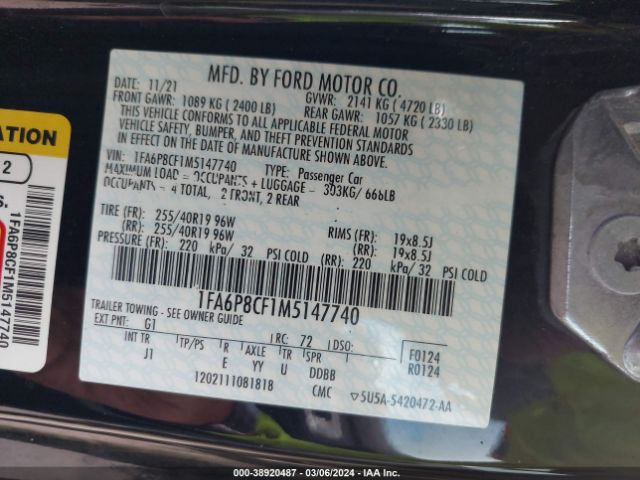 MFD. BY FORD MOTOR CO.
DATE: 11/21 GVWR: 2141 KG ( 4720 LB)
FRONT GAWR: 1089 KG ( 2400 LB) REAR GAWR: 1057 KG ( 2330 LB)
THIS VEHICLE CONFORMS TO ALL APPLICABLE FEDERAL MOTOR
VEHICLE SAFETY, BUMPER, AND THEFT PREVENTION STANDARDS
IN EFFECT ON THE DATE OF MANUFACTURE SHOWN ABOVE.
VIN: 1FA6P8CF1M5147740 TYPE: Passenger Car
MAXIMUM LOAD = OCCUPANTS + LUGGAGE = 303KG/ 668LB
OCCUPANTS = 4 TOTAL, 2 FRONT, 2 REAR
TIRE (FR): 255/40R19 96W RIMS (FR): 19x8.5J
(RR): 255/40R19 96W (RR): 19x8.5J
PRESSURE (FR): 220 kPa/ 32 PSI COLD (RR): 220 kPa/ 32 PSI COLD
1FA6P8CF1M5147740
TRAILER TOWING - SEE OWNER GUIDE
EXT PNT: G1 RC: 72 DSO: F0124
INT TR TP/PS R AXLE TR SPR R0124
J1 E YY U DDBB
1202111081818 CMC ▽5U5A-5420472-AA
ATION
2
1FA6P8CF1M5147740
000-38920487 - 03/06/2024 - IAA Inc.